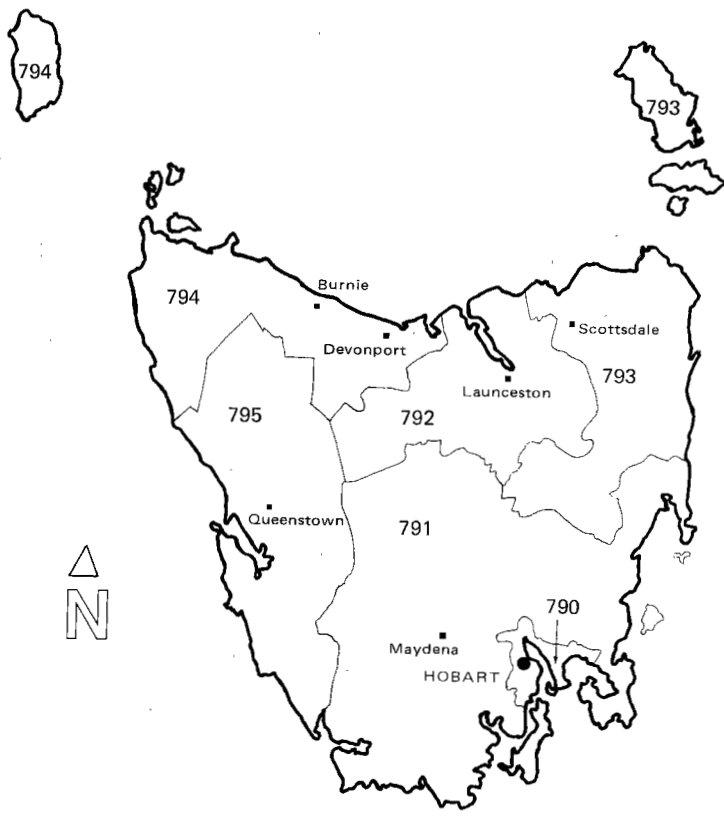 794
793
794
Burnie
Devonport
Scottsdale
793
Launceston
795
792
Queenstown
791
N
790
Maydena
HOBART